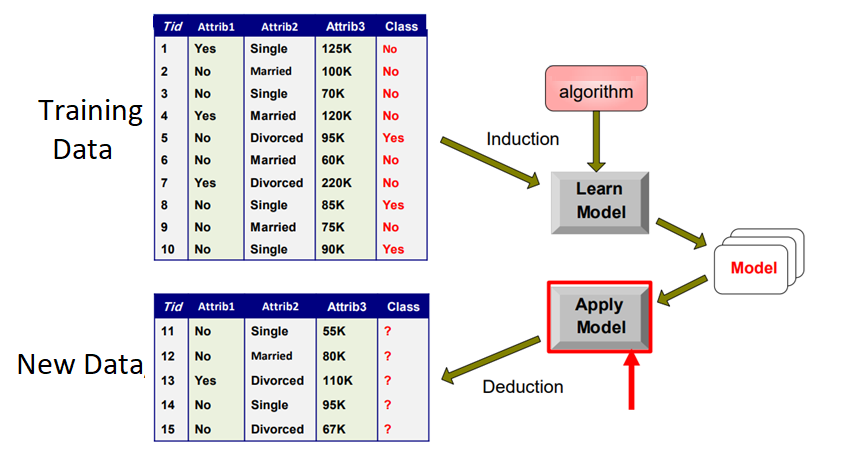 Tid Attrib1 Attrib2 Attrib3 Class
1 Yes Single 125K No
2 No Married 100K No
3 No Single 70K No
4 Yes Married 120K No
5 No Divorced 95K Yes
6 No Married 60K No
7 Yes Divorced 220K No
8 No Single 85K Yes
9 No Married 75K No
10 No Single 90K Yes
Training
Data
algorithm
Induction
Learn
Model
Model
Apply
Model
Deduction
New Data,
Tid Attrib1 Attrib2 Attrib3 Class
11 No Single 55K ?
12 No Married 80K ?
13 Yes Divorced 110K ?
14 No Single 95K ?
15 No Divorced 67K ?